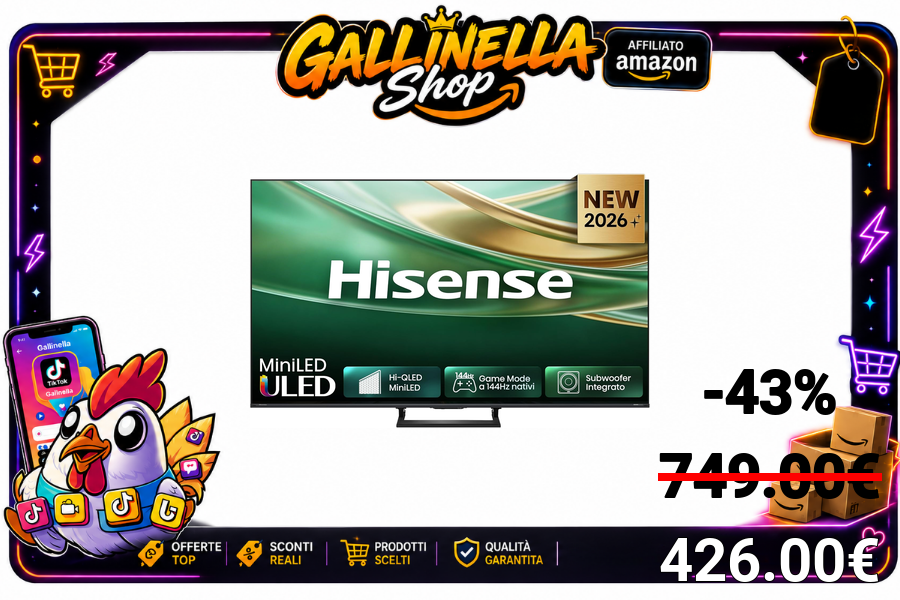 GALLINELLA
Shop
AFFILIATO
amazon
NEW
2026
Hisense
MiniLED
ULED
Hi-QLED
MiniLED
144Hz
Game Mode
a 144Hz nativi
Subwoofer
Integrato
Gallinella
TikTok
Gallinella
-43%
749.00€
426.00€
OFFERTE
TOP
SCONTI
REALI
PRODOTTI
SCELTI
QUALITÀ
GARANTITA